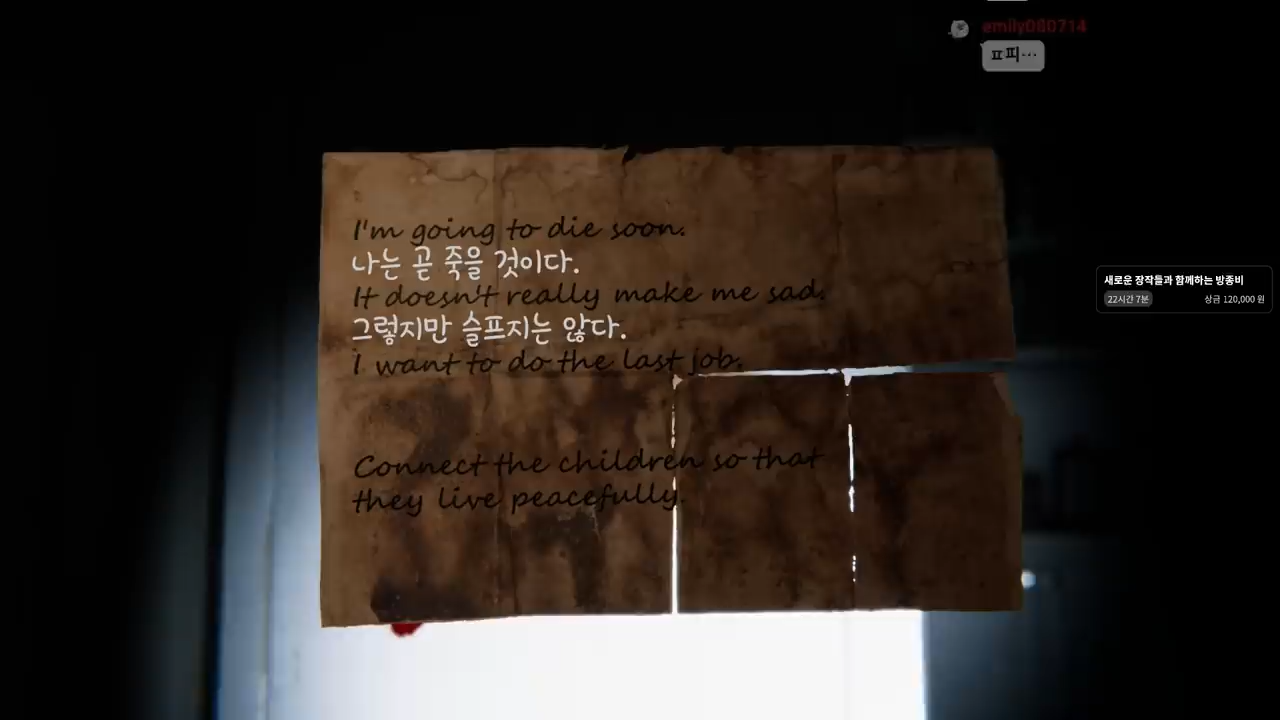 emily080714
ㅍ피…
I'm going to die soon.
나는 곧 죽을 것이다.
It doesn't really make me sad.
그렇지만 슬프지는 않다.
I want to do the last job.
Connect the children so that
they live peacefully.
새로운 장작들과 함께하는 방종비
22시간 7분
상금 120,000 원